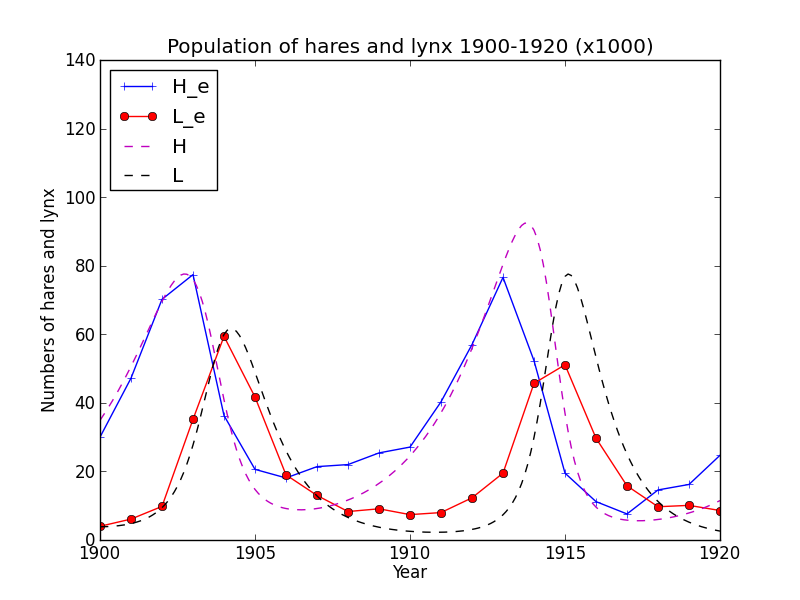 Population of hares and lynx 1900-1920 (x1000)
140
120
100
80
60
40
20
0
Numbers of hares and lynx
H_e
L_e
H
L
1900 1905 1910 1915 1920
Year